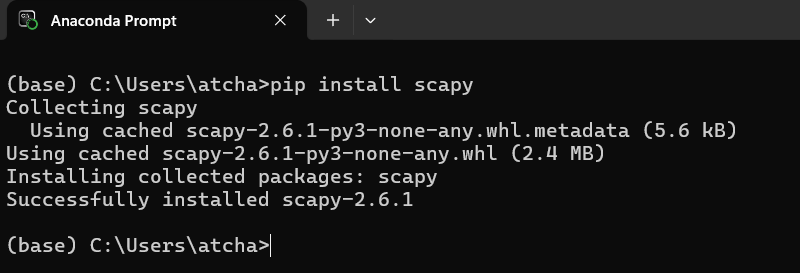 Anaconda Prompt
(base) C:\Users\atcha>pip install scapy
Collecting scapy
  Using cached scapy-2.6.1-py3-none-any.whl.metadata (5.6 kB)
Using cached scapy-2.6.1-py3-none-any.whl (2.4 MB)
Installing collected packages: scapy
Successfully installed scapy-2.6.1
(base) C:\Users\atcha>